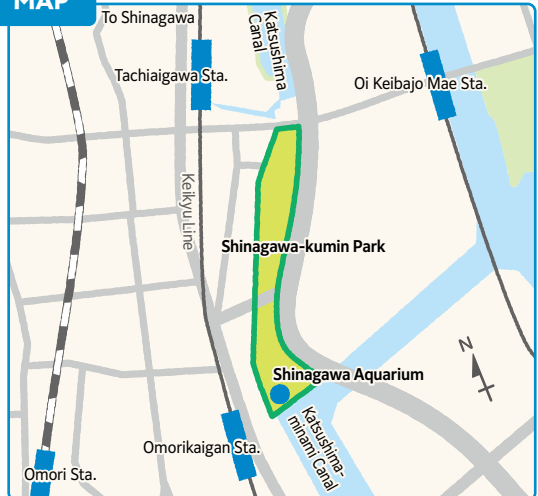 MAP
To Shinagawa
Katsushima
Canal
Tachiaigawa Sta.
Oi Keibajo Mae Sta.
Keikyu Line
Shinagawa-kumin Park
N
Shinagawa Aquarium
Katsushima-
minami Canal
Omorikaigan Sta.
Omori Sta.